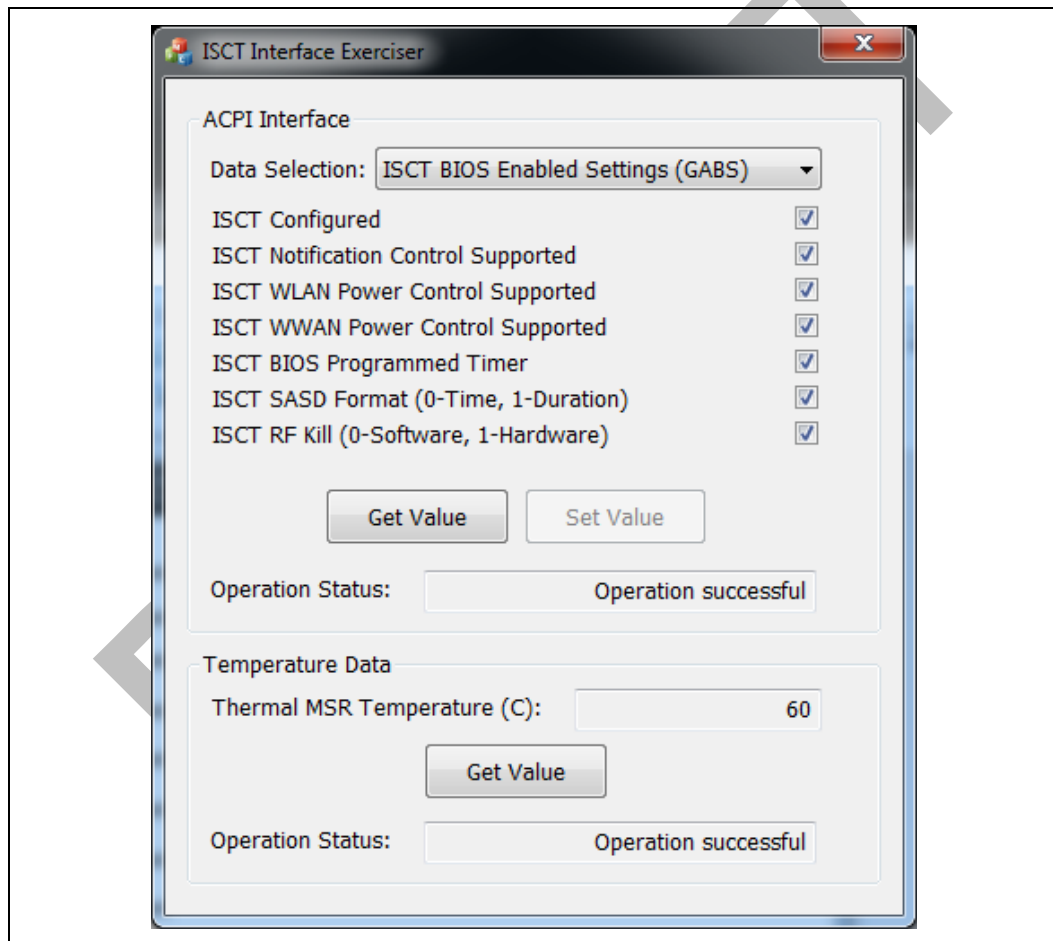 ISCT Interface Exerciser
ACPI Interface
Data Selection: ISCT BIOS Enabled Settings (GABS)
ISCT Configured
ISCT Notification Control Supported
ISCT WLAN Power Control Supported
ISCT WWAN Power Control Supported
ISCT BIOS Programmed Timer
ISCT SASD Format (0-Time, 1-Duration)
ISCT RF Kill (0-Software, 1-Hardware)
Get Value Set Value
Operation Status: Operation successful
Temperature Data
Thermal MSR Temperature (C): 60
Get Value
Operation Status: Operation successful